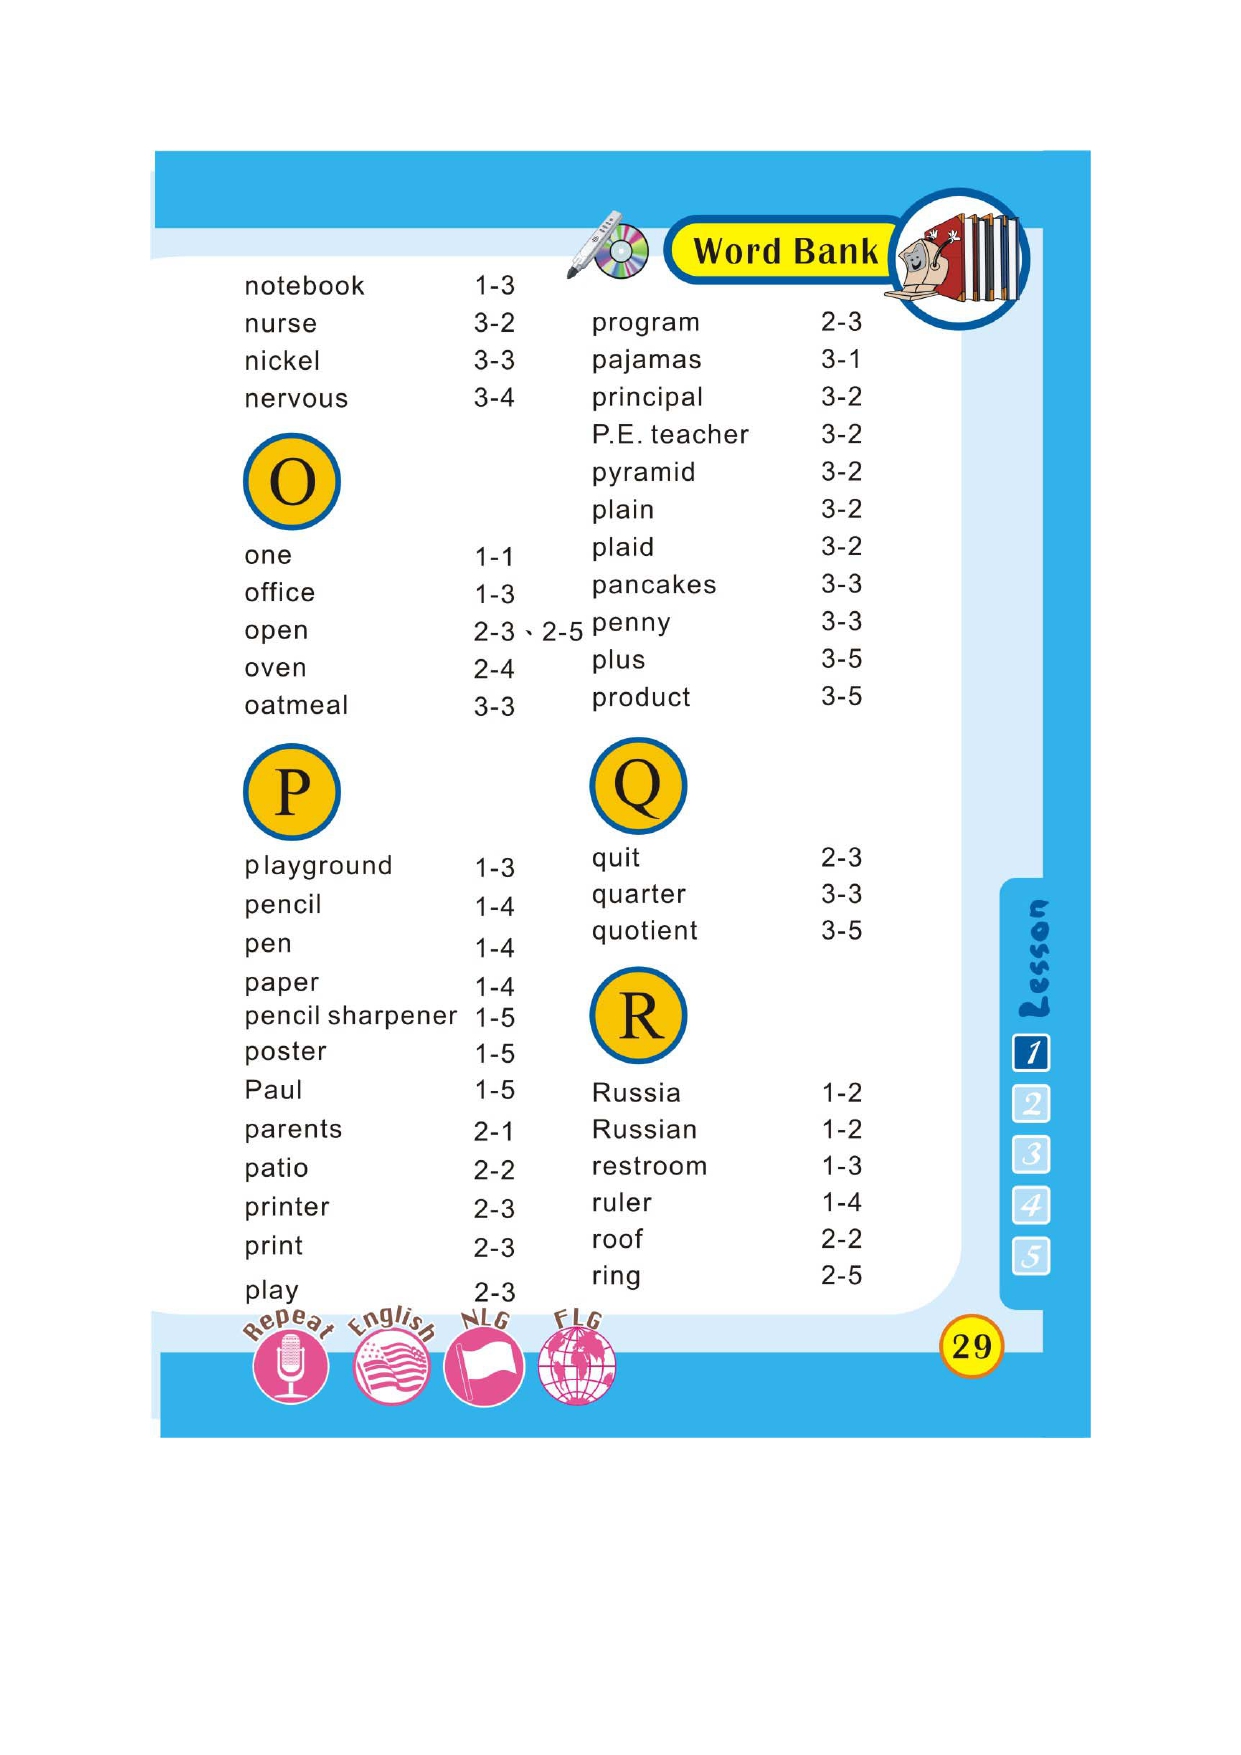 Word Bank
notebook 1-3
nurse 3-2
nickel 3-3
nervous 3-4
O
one 1-1
office 1-3
open 2-3、2-5
oven 2-4
oatmeal 3-3
P
playground 1-3
pencil 1-4
pen 1-4
paper 1-4
pencil sharpener 1-5
poster 1-5
Paul 1-5
parents 2-1
patio 2-2
printer 2-3
print 2-3
play 2-3
program 2-3
pajamas 3-1
principal 3-2
P.E. teacher 3-2
pyramid 3-2
plain 3-2
plaid 3-2
pancakes 3-3
penny 3-3
plus 3-5
product 3-5
Q
quit 2-3
quarter 3-3
quotient 3-5
R
Russia 1-2
Russian 1-2
restroom 1-3
ruler 1-4
roof 2-2
ring 2-5
Lesson
1
2
3
4
5
Repeat English NLG FLG
29